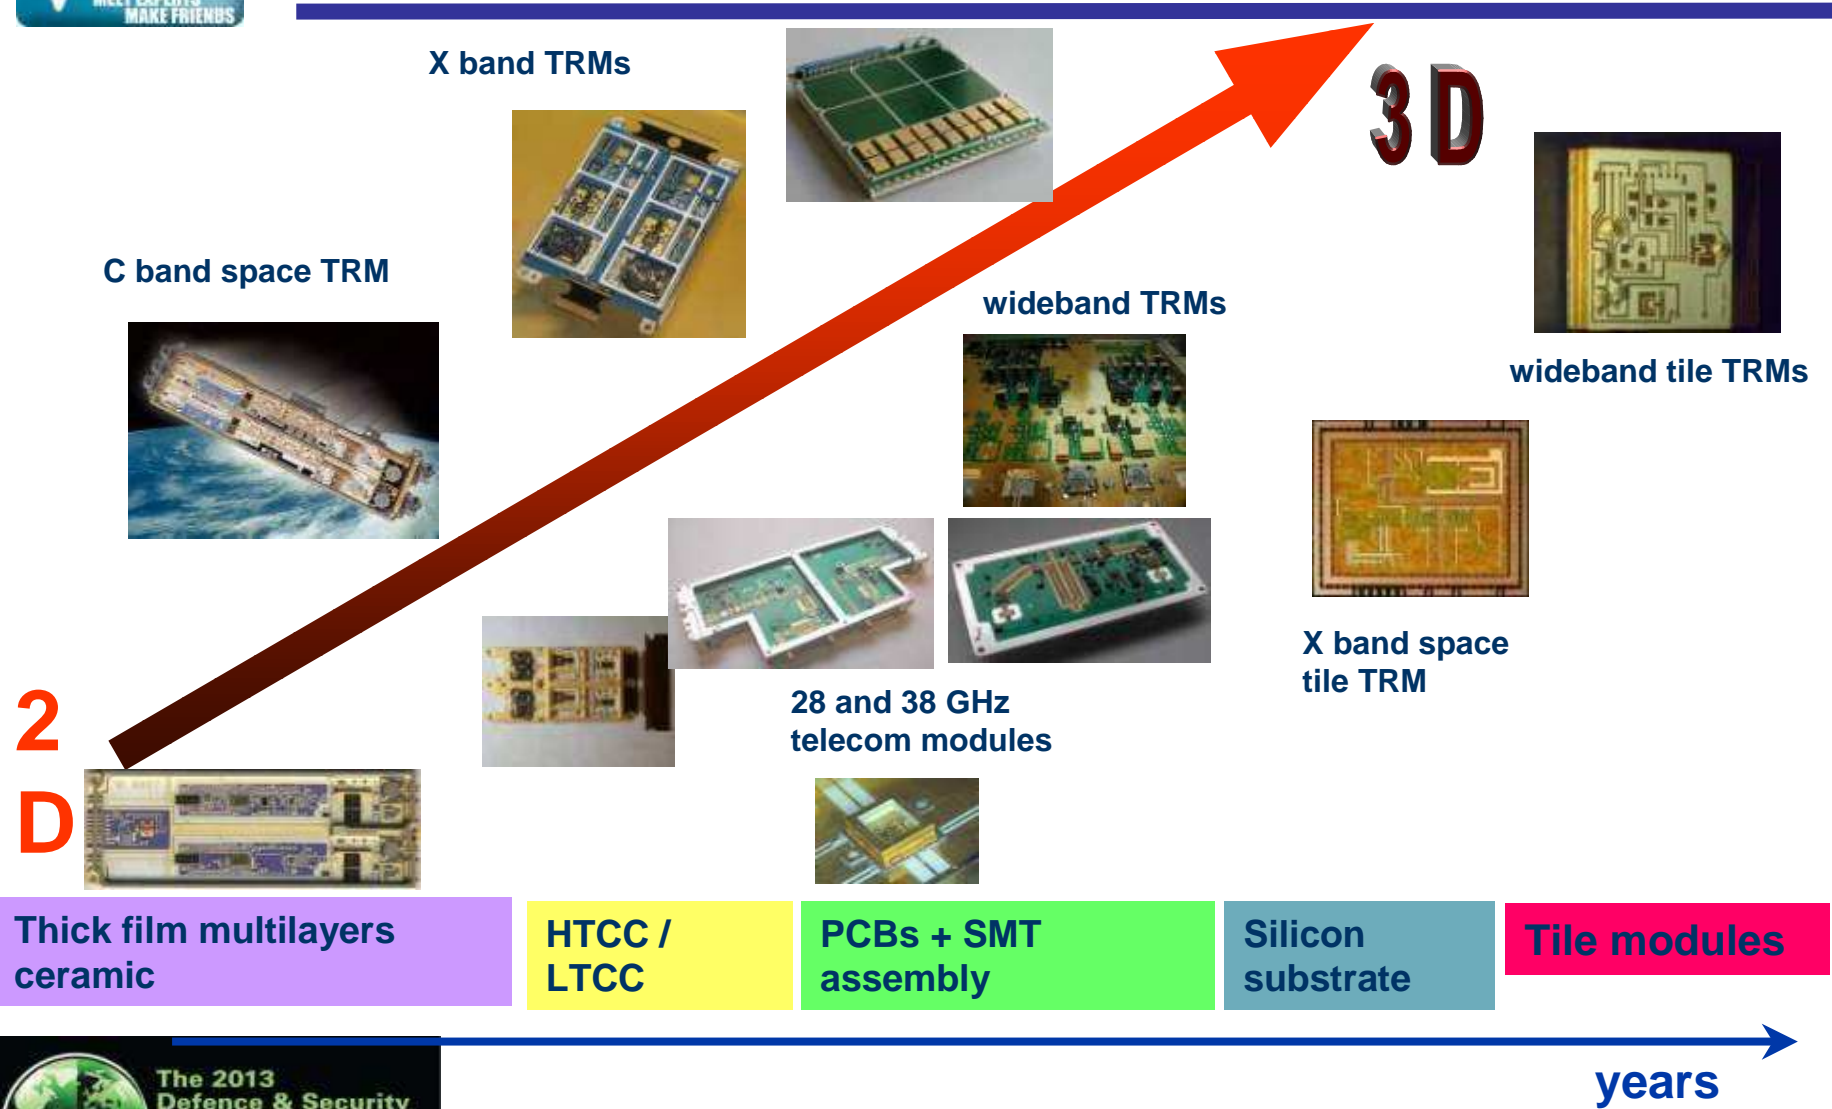 MAKE FRIENDS
X band TRMs
3D
C band space TRM
wideband TRMs
wideband tile TRMs
X band space
tile TRM
28 and 38 GHz
telecom modules
2
D
Thick film multilayers
ceramic
HTCC /
LTCC
PCBs + SMT
assembly
Silicon
substrate
Tile modules
years
The 2013
Defence & Security